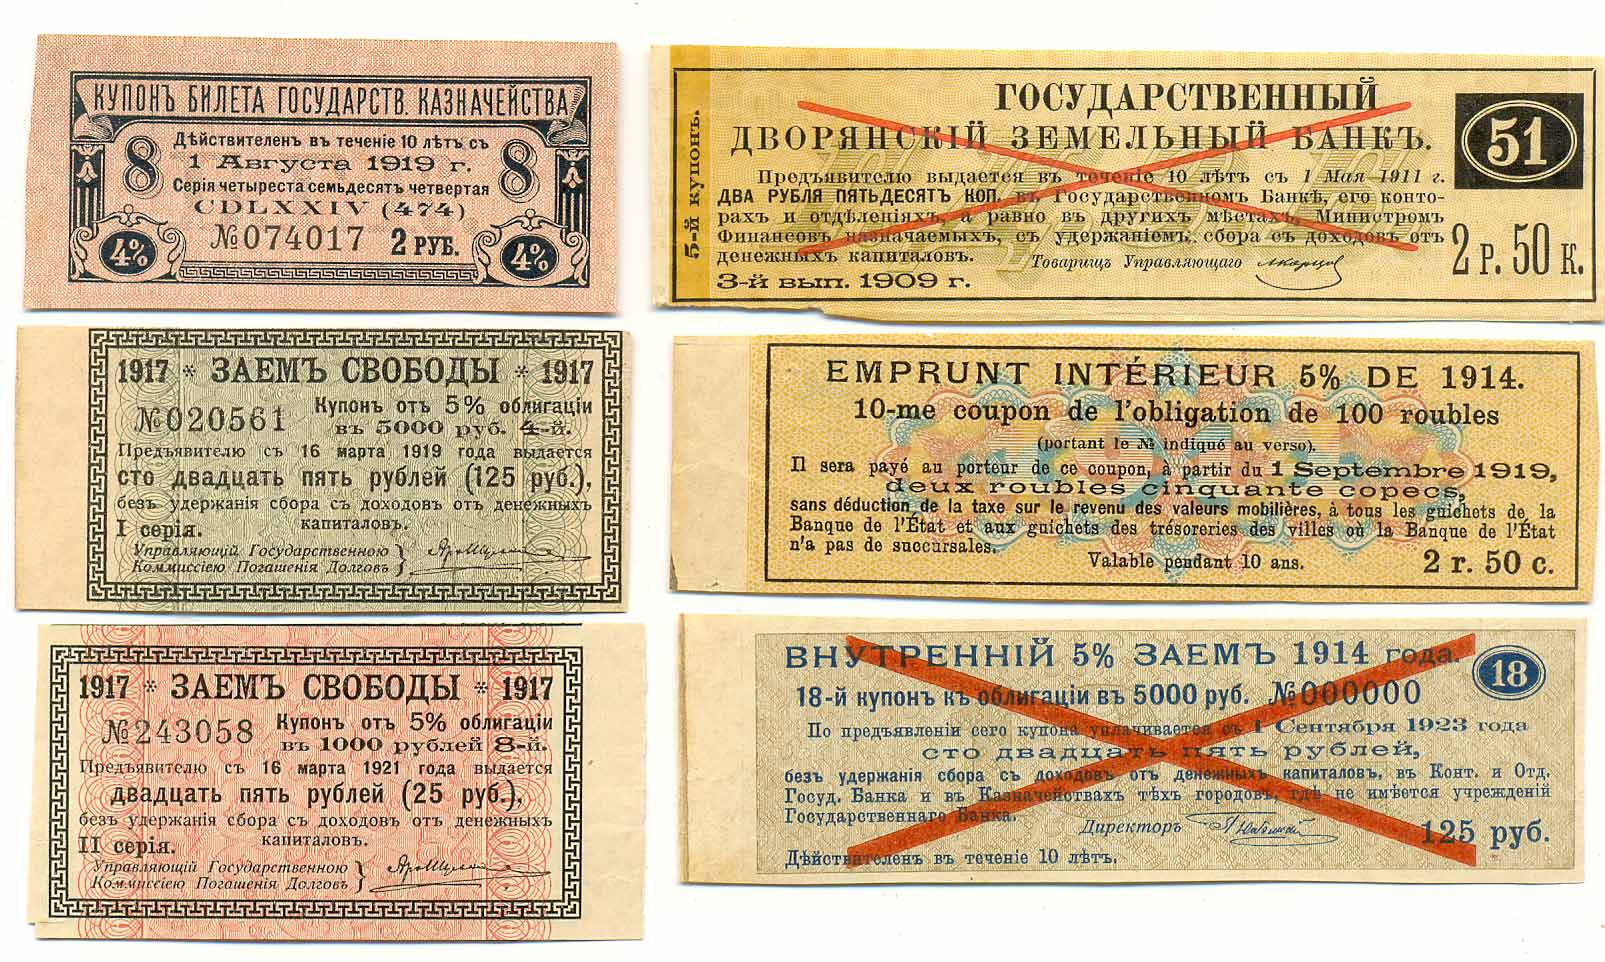 КУПОНЪ БИЛЕТА ГОСУДАРСТВ. КАЗНАЧЕЙСТВА
8 Дѣйствителенъ въ теченіе 10 лѣтъ съ 8
1 Августа 1919 г.
Серія четыреста семьдесятъ четвертая
CDLXXIV (474)
№074017 2 РУБ.
4% 4%
1917 * ЗАЕМЪ СВОБОДЫ * 1917
№020561 Купонъ отъ 5% облигаціи
въ 5000 руб. 4-й.
Предъявителю съ 16 марта 1919 года выдается
сто двадцать пять рублей (125 руб.),
безъ удержанія сбора съ доходовъ отъ денежныхъ
I серія. капиталовъ.
Управляющій Государственною
Коммиссіею Погашенія Долговъ }
1917 * ЗАЕМЪ СВОБОДЫ * 1917
№243058 Купонъ отъ 5% облигаціи
въ 1000 рублей 8-й.
Предъявителю съ 16 марта 1921 года выдается
двадцать пять рублей (25 руб.),
безъ удержанія сбора съ доходовъ отъ денежныхъ
II серія. капиталовъ.
Управляющій Государственною
Коммиссіею Погашенія Долговъ }
5-й купонъ.
ГОСУДАРСТВЕННЫЙ
ДВОРЯНСКІЙ ЗЕМЕЛЬНЫЙ БАНКЪ.
51
Предъявителю выдается въ теченіе 10 лѣтъ съ 1 Мая 1911 г.
ДВА РУБЛЯ ПЯТЬДЕСЯТЪ КОП. въ Государственномъ Банкѣ, его конто-
рахъ и отдѣленіяхъ, а равно въ другихъ мѣстахъ, Министромъ
Финансовъ назначаемыхъ, съ удержаніемъ сбора съ доходовъ отъ
денежныхъ капиталовъ. Товарищъ Управляющаго
3-й вып. 1909 г.
2 Р. 50 К.
EMPRUNT INTÉRIEUR 5% DE 1914.
10-me coupon de l'obligation de 100 roubles
(portant le № indiqué au verso).
Il sera payé au porteur de ce coupon, à partir du 1 Septembre 1919,
deux roubles cinquante copecs,
sans déduction de la taxe sur le revenu des valeurs mobilières, à tous les guichets de la
Banque de l'État et aux guichets des trésoreries des villes où la Banque de l'État
n'a pas de succursales.
Valable pendant 10 ans. 2 r. 50 c.
ВНУТРЕННІЙ 5% ЗАЕМЪ 1914 года.
18
18-й купонъ къ облигаціи въ 5000 руб. №000000
По предъявленіи сего купона уплачивается съ 1 Сентября 1923 года
сто двадцать пять рублей,
безъ удержанія сбора съ доходовъ отъ денежныхъ капиталовъ, въ Конт. и Отд.
Госуд. Банка и въ Казначействахъ тѣхъ городовъ, гдѣ не имѣется учрежденій
Государственнаго Банка.
Директоръ
125 руб.
Дѣйствителенъ въ теченіе 10 лѣтъ.